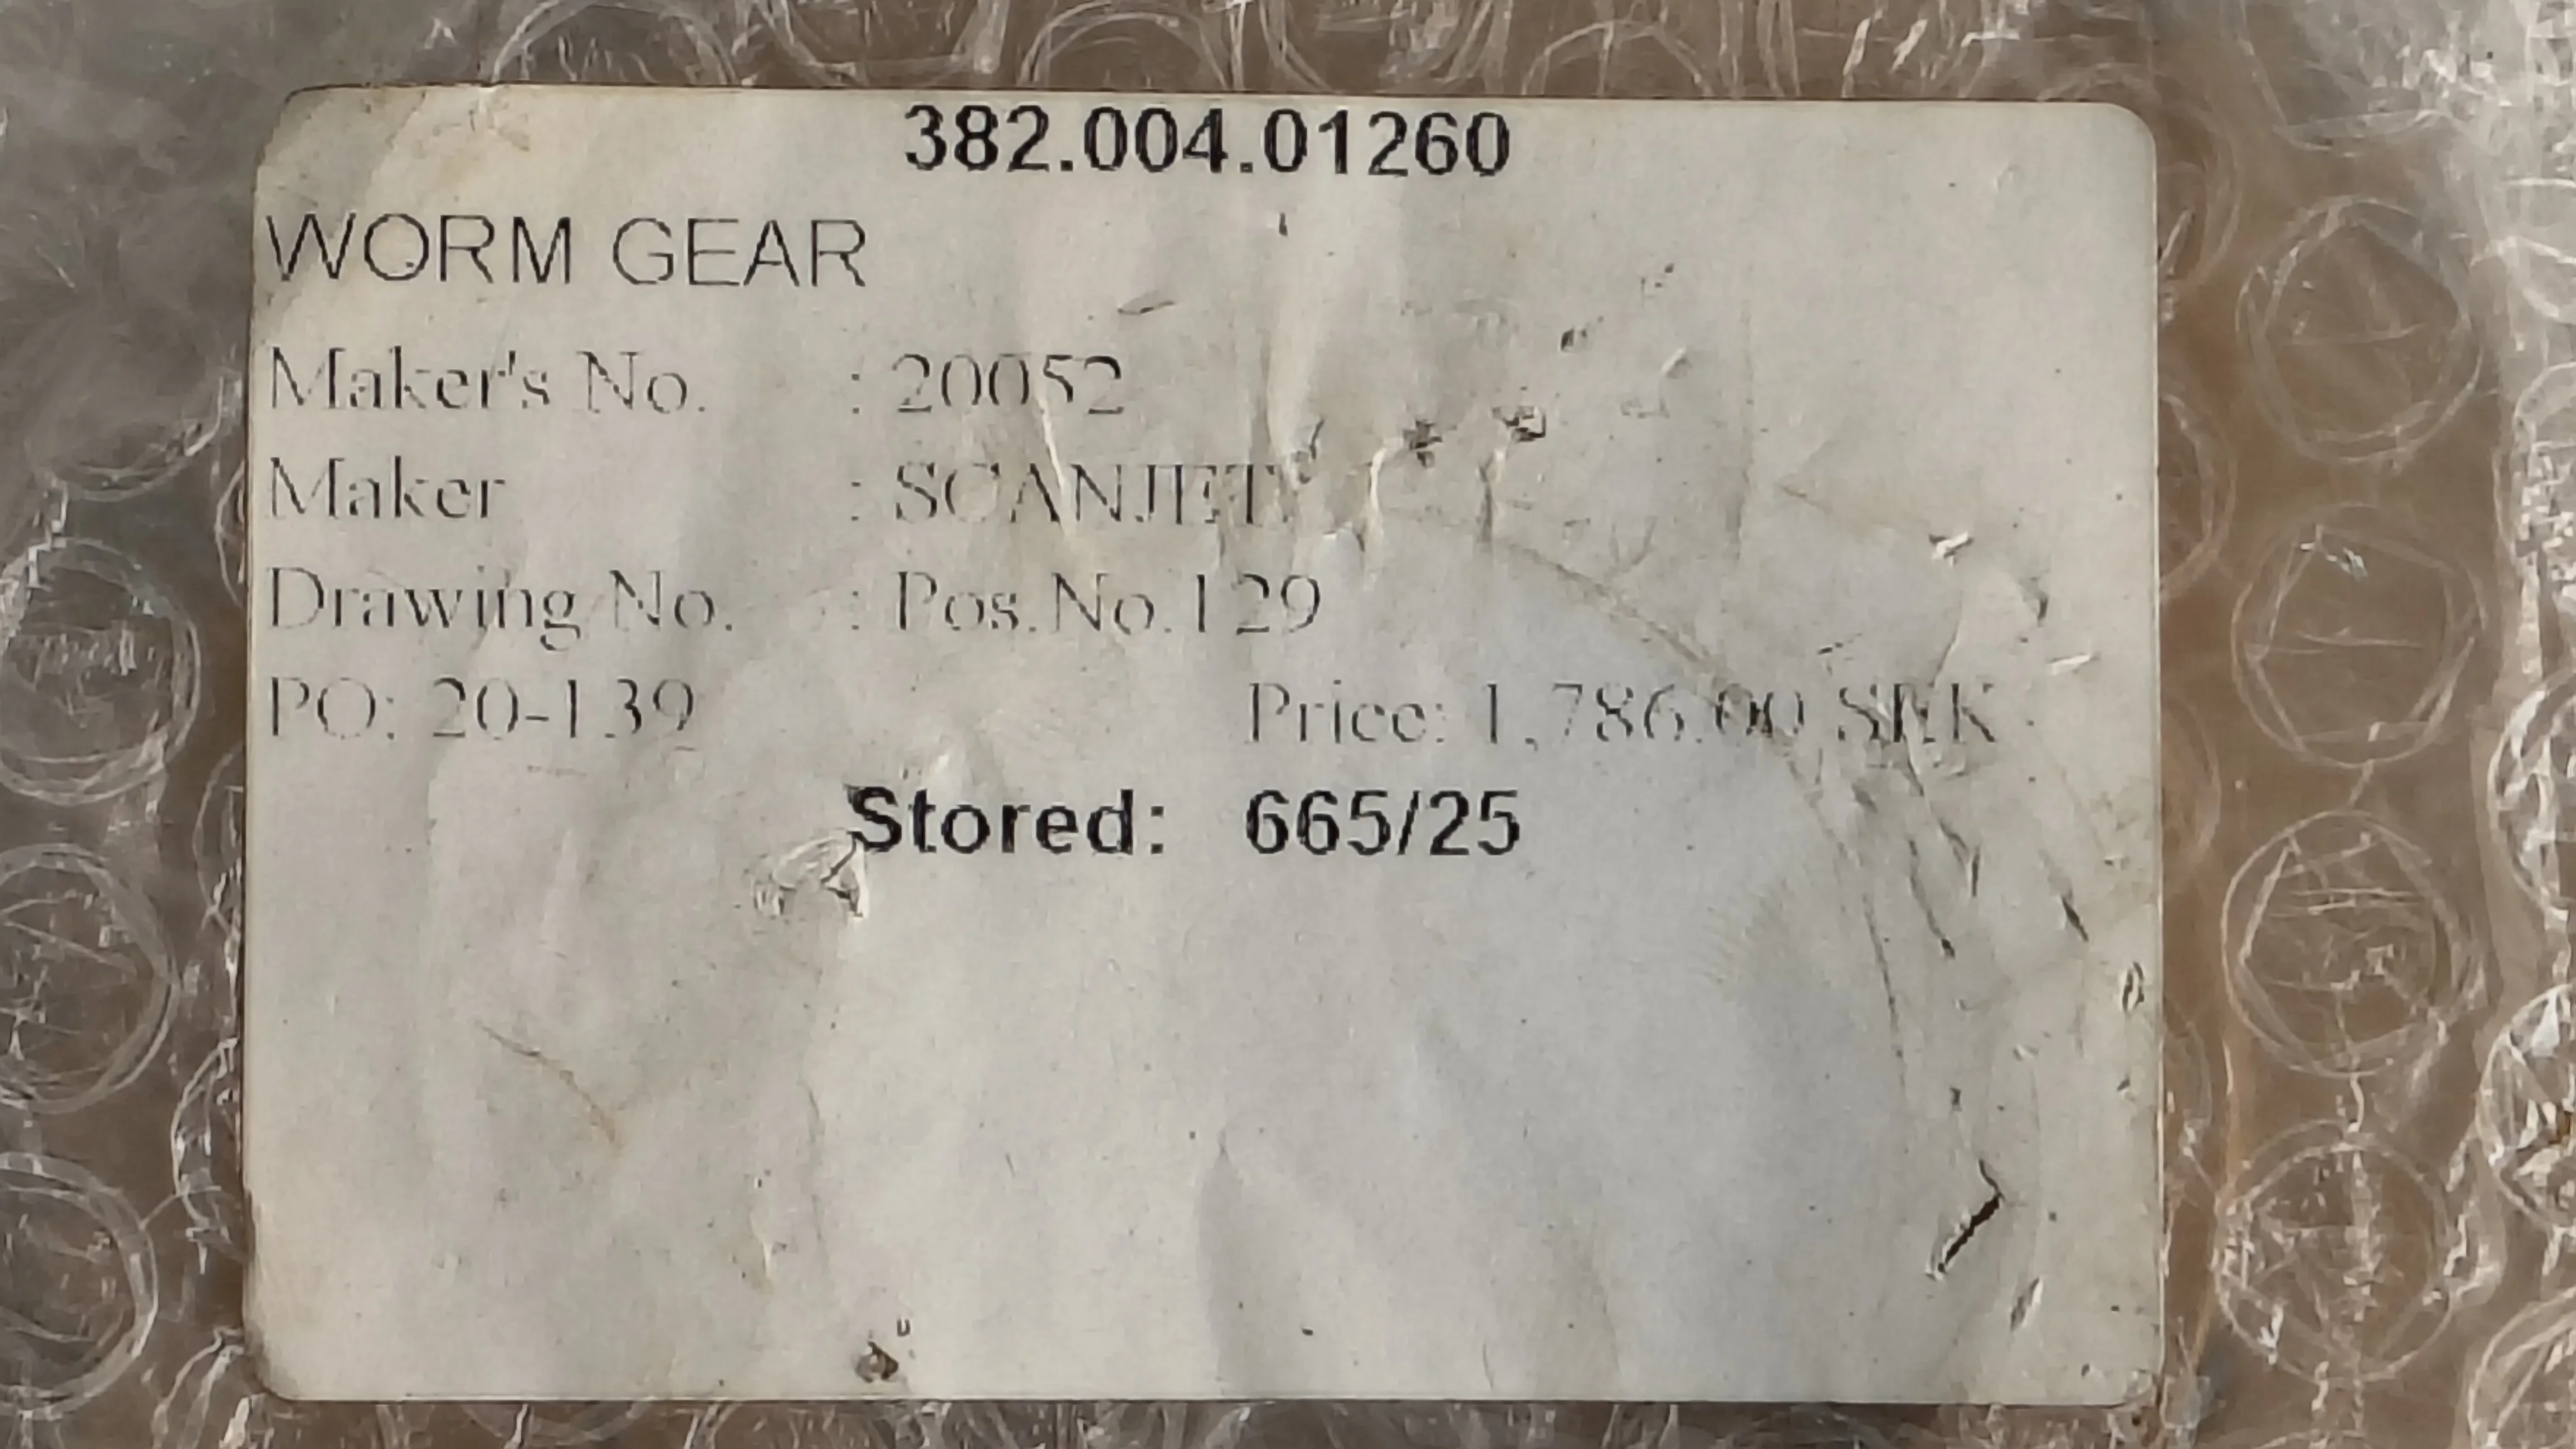 382.004.01260
WORM GEAR
Maker's No. : 20052
Maker : SCANJET
Drawing No. : Pos.No.129
PO: 20-139 Price: 1,786.00 SEK
Stored: 665/25